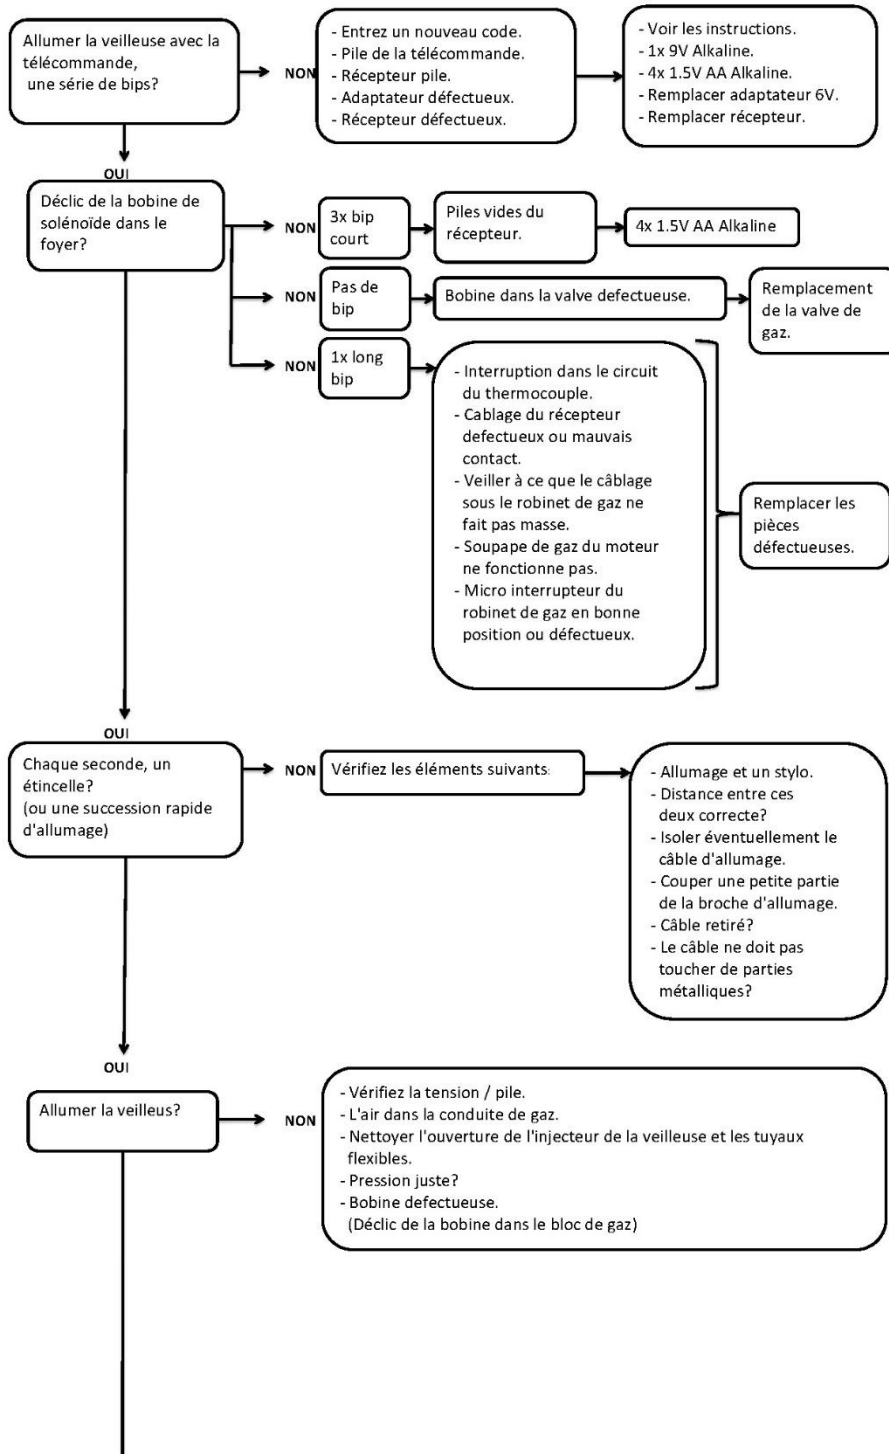 Allumer la veilleuse avec la
télécommande,
une série de bips?
NON
- Entrez un nouveau code.
- Pile de la télécommande.
- Récepteur pile.
- Adaptateur défectueux.
- Récepteur défectueux.
- Voir les instructions.
- 1x 9V Alkaline.
- 4x 1.5V AA Alkaline.
- Remplacer adaptateur 6V.
- Remplacer récepteur.
OUI
Déclic de la bobine de
solénoïde dans le
foyer?
NON
3x bip
court
Piles vides du
récepteur.
4x 1.5V AA Alkaline
NON
Pas de
bip
Bobine dans la valve defectueuse.
Remplacement
de la valve de
gaz.
NON
1x long
bip
- Interruption dans le circuit
du thermocouple.
- Cablage du récepteur
defectueux ou mauvais
contact.
- Veiller à ce que le câblage
sous le robinet de gaz ne
fait pas masse.
- Soupape de gaz du moteur
ne fonctionne pas.
- Micro interrupteur du
robinet de gaz en bonne
position ou défectueux.
Remplacer les
pièces
défectueuses.
OUI
Chaque seconde, un
étincelle?
(ou une succession rapide
d'allumage)
NON
Vérifiez les éléments suivants:
- Allumage et un stylo.
- Distance entre ces
deux correcte?
- Isoler éventuellement le
câble d'allumage.
- Couper une petite partie
de la broche d'allumage.
- Câble retiré?
- Le câble ne doit pas
toucher de parties
métalliques?
OUI
Allumer la veilleus?
NON
- Vérifiez la tension / pile.
- L'air dans la conduite de gaz.
- Nettoyer l'ouverture de l'injecteur de la veilleuse et les tuyaux
flexibles.
- Pression juste?
- Bobine defectueuse.
(Déclic de la bobine dans le bloc de gaz)